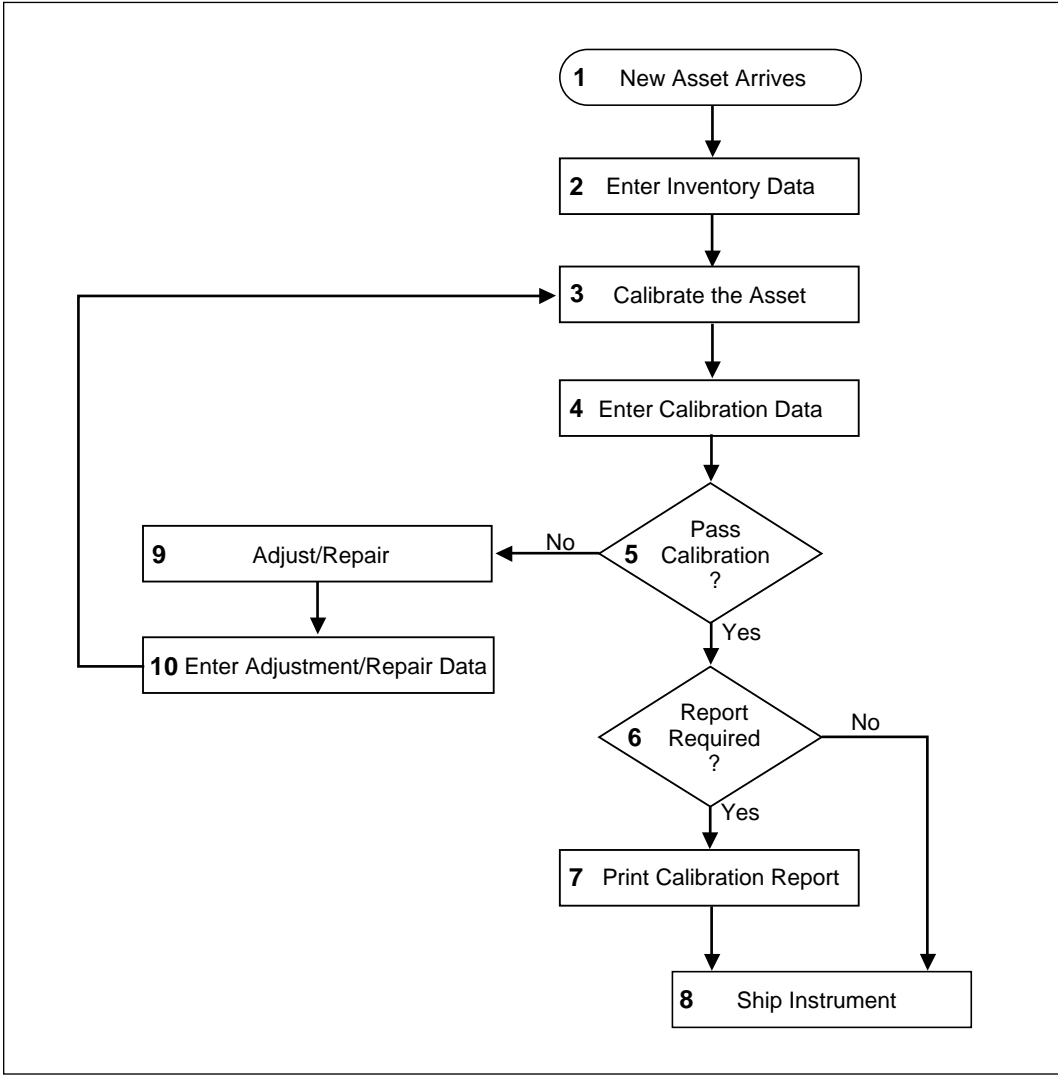 1 New Asset Arrives
2 Enter Inventory Data
3 Calibrate the Asset
4 Enter Calibration Data
5 Pass
Calibration
?
No
Yes
9 Adjust/Repair
10 Enter Adjustment/Repair Data
6 Report
Required
?
No
Yes
7 Print Calibration Report
8 Ship Instrument